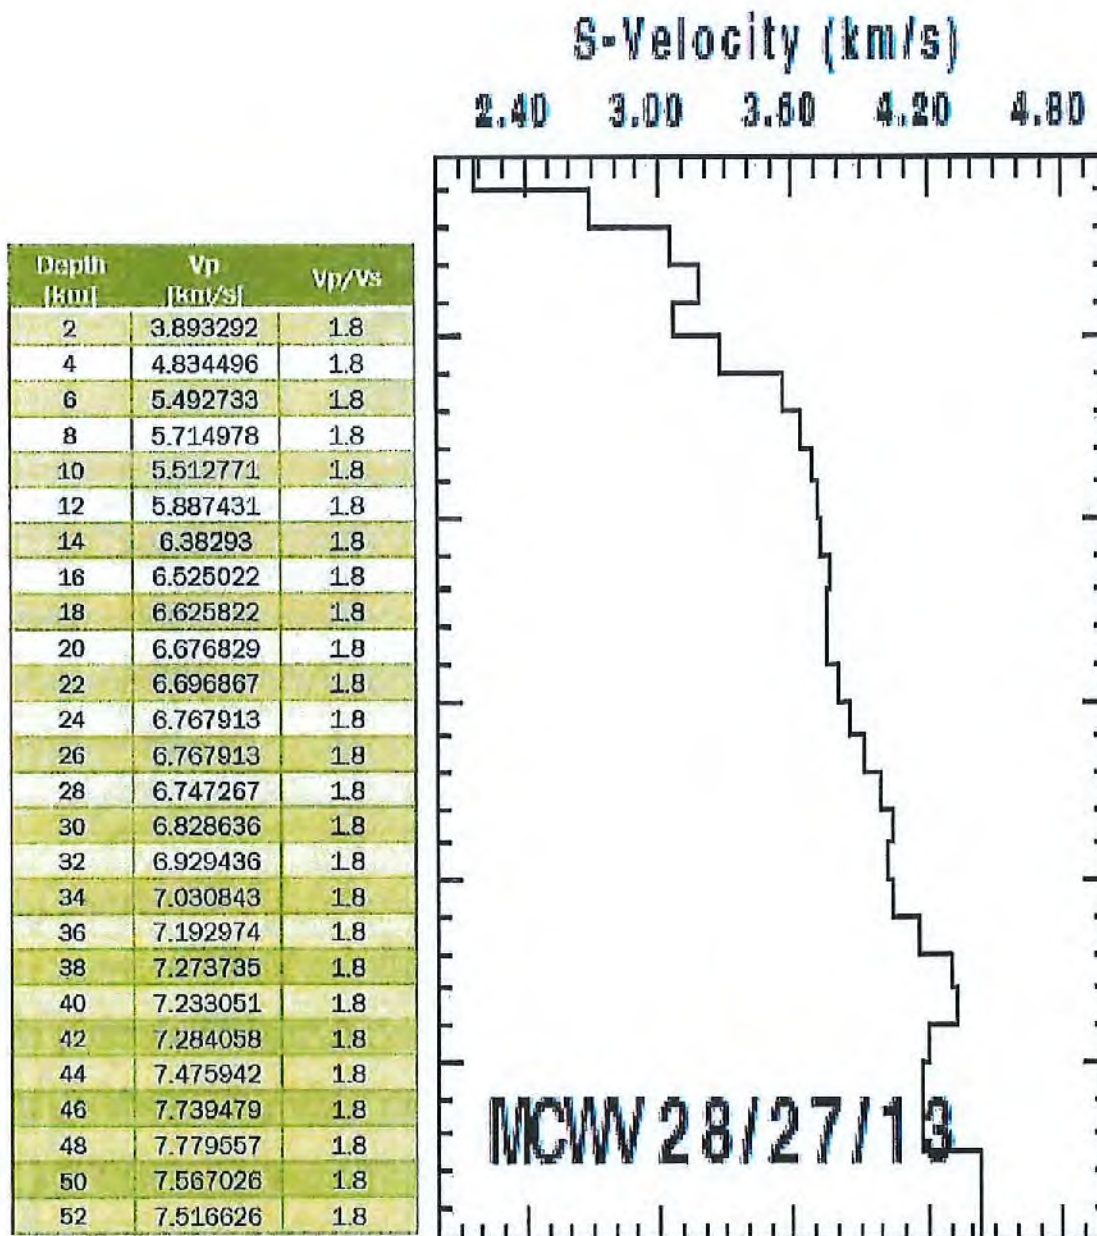 S-Velocity (km/s)
2.40 3.00 3.60 4.20 4.80
Depth [km] Vp [km/s] Vp/Vs
2 3.893292 1.8
4 4.834496 1.8
6 5.492733 1.8
8 5.714978 1.8
10 5.512771 1.8
12 5.887431 1.8
14 6.38293 1.8
16 6.525022 1.8
18 6.625822 1.8
20 6.676829 1.8
22 6.696867 1.8
24 6.767913 1.8
26 6.767913 1.8
28 6.747267 1.8
30 6.828636 1.8
32 6.929436 1.8
34 7.030843 1.8
36 7.192974 1.8
38 7.273735 1.8
40 7.233051 1.8
42 7.284058 1.8
44 7.475942 1.8
46 7.739479 1.8
48 7.779557 1.8
50 7.567026 1.8
52 7.516626 1.8
MCWV 28/27/13